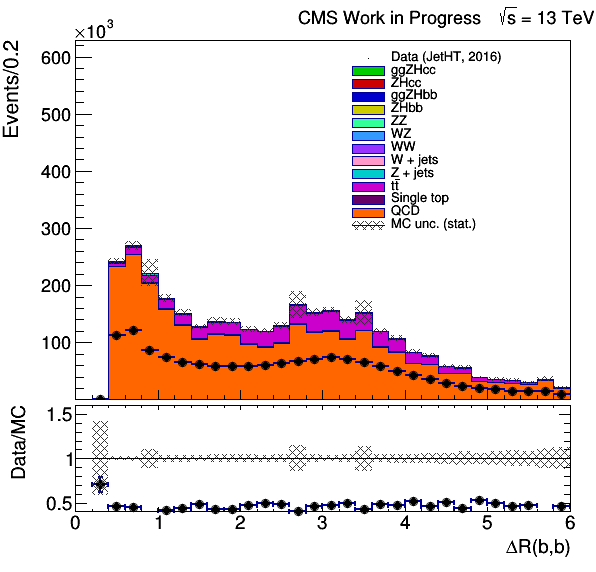 CMS Work in Progress √s = 13 TeV
×10³
Events/0.2
600
500
400
300
200
100
Data (JetHT, 2016)
ggZHcc
ZHcc
ggZHbb
ZHbb
ZZ
WZ
WW
W + jets
Z + jets
tt̄
Single top
QCD
MC unc. (stat.)
Data/MC
1.5
1
0.5
0 1 2 3 4 5 6
ΔR(b,b)